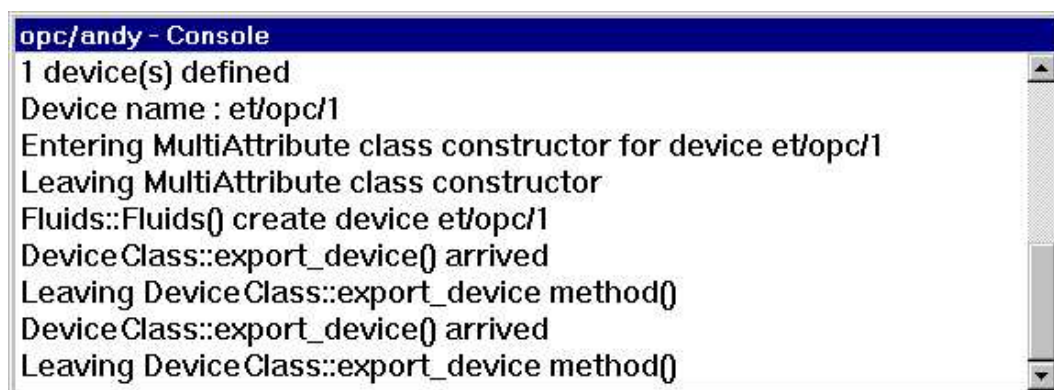 opc/andy - Console
1 device(s) defined
Device name : et/opc/1
Entering MultiAttribute class constructor for device et/opc/1
Leaving MultiAttribute class constructor
Fluids::Fluids() create device et/opc/1
DeviceClass::export_device() arrived
Leaving DeviceClass::export_device method()
DeviceClass::export_device() arrived
Leaving DeviceClass::export_device method()